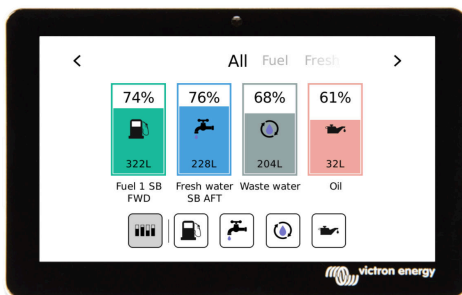 All Fuel Fresh
74% 76% 68% 61%
322L 228L 204L 32L
Fuel 1 SB Fresh water Waste water Oil
FWD SB AFT
victron energy